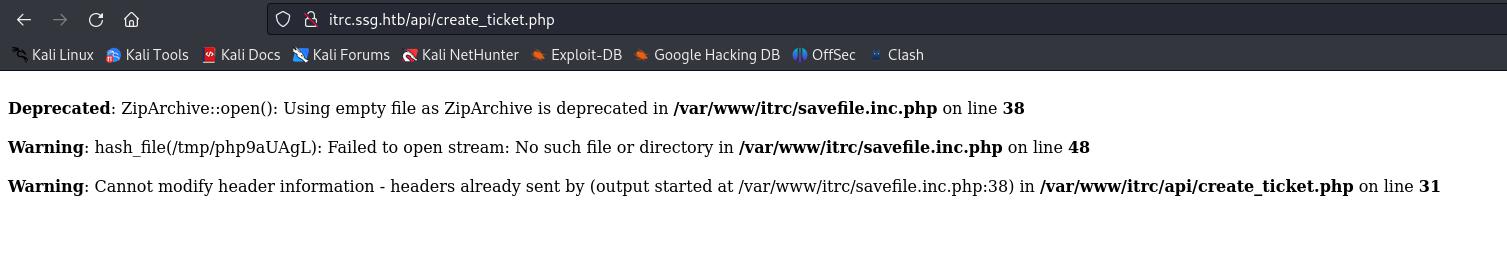 itrc.ssg.htb/api/create_ticket.php
Kali Linux Kali Tools Kali Docs Kali Forums Kali NetHunter Exploit-DB Google Hacking DB OffSec Clash
Deprecated: ZipArchive::open(): Using empty file as ZipArchive is deprecated in /var/www/itrc/savefile.inc.php on line 38
Warning: hash_file(/tmp/php9aUAgL): Failed to open stream: No such file or directory in /var/www/itrc/savefile.inc.php on line 48
Warning: Cannot modify header information - headers already sent by (output started at /var/www/itrc/savefile.inc.php:38) in /var/www/itrc/api/create_ticket.php on line 31